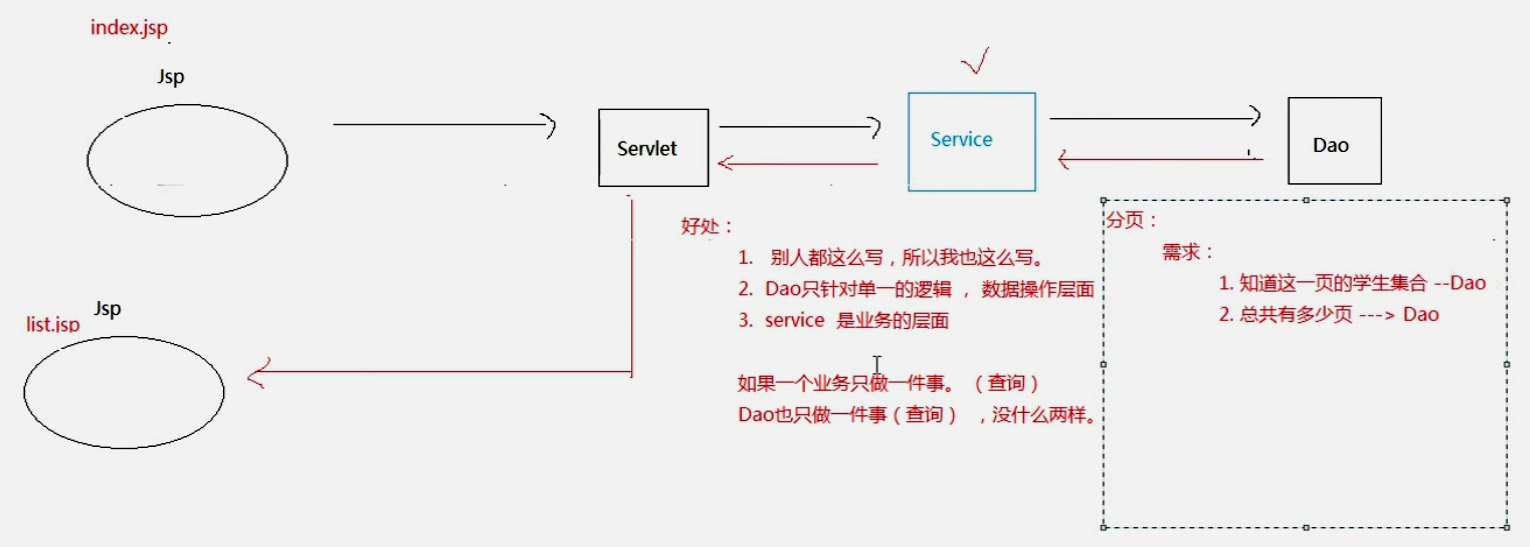 index.jsp
Jsp
Servlet
Service
Dao
好处：
1. 别人都这么写，所以我也这么写。
2. Dao只针对单一的逻辑 ， 数据操作层面
3. service 是业务的层面
如果一个业务只做一件事。 （查询）
Dao也只做一件事（查询） ，没什么两样。
分页：
需求：
1. 知道这一页的学生集合 --Dao
2. 总共有多少页 ---> Dao
Jsp
list.jsp